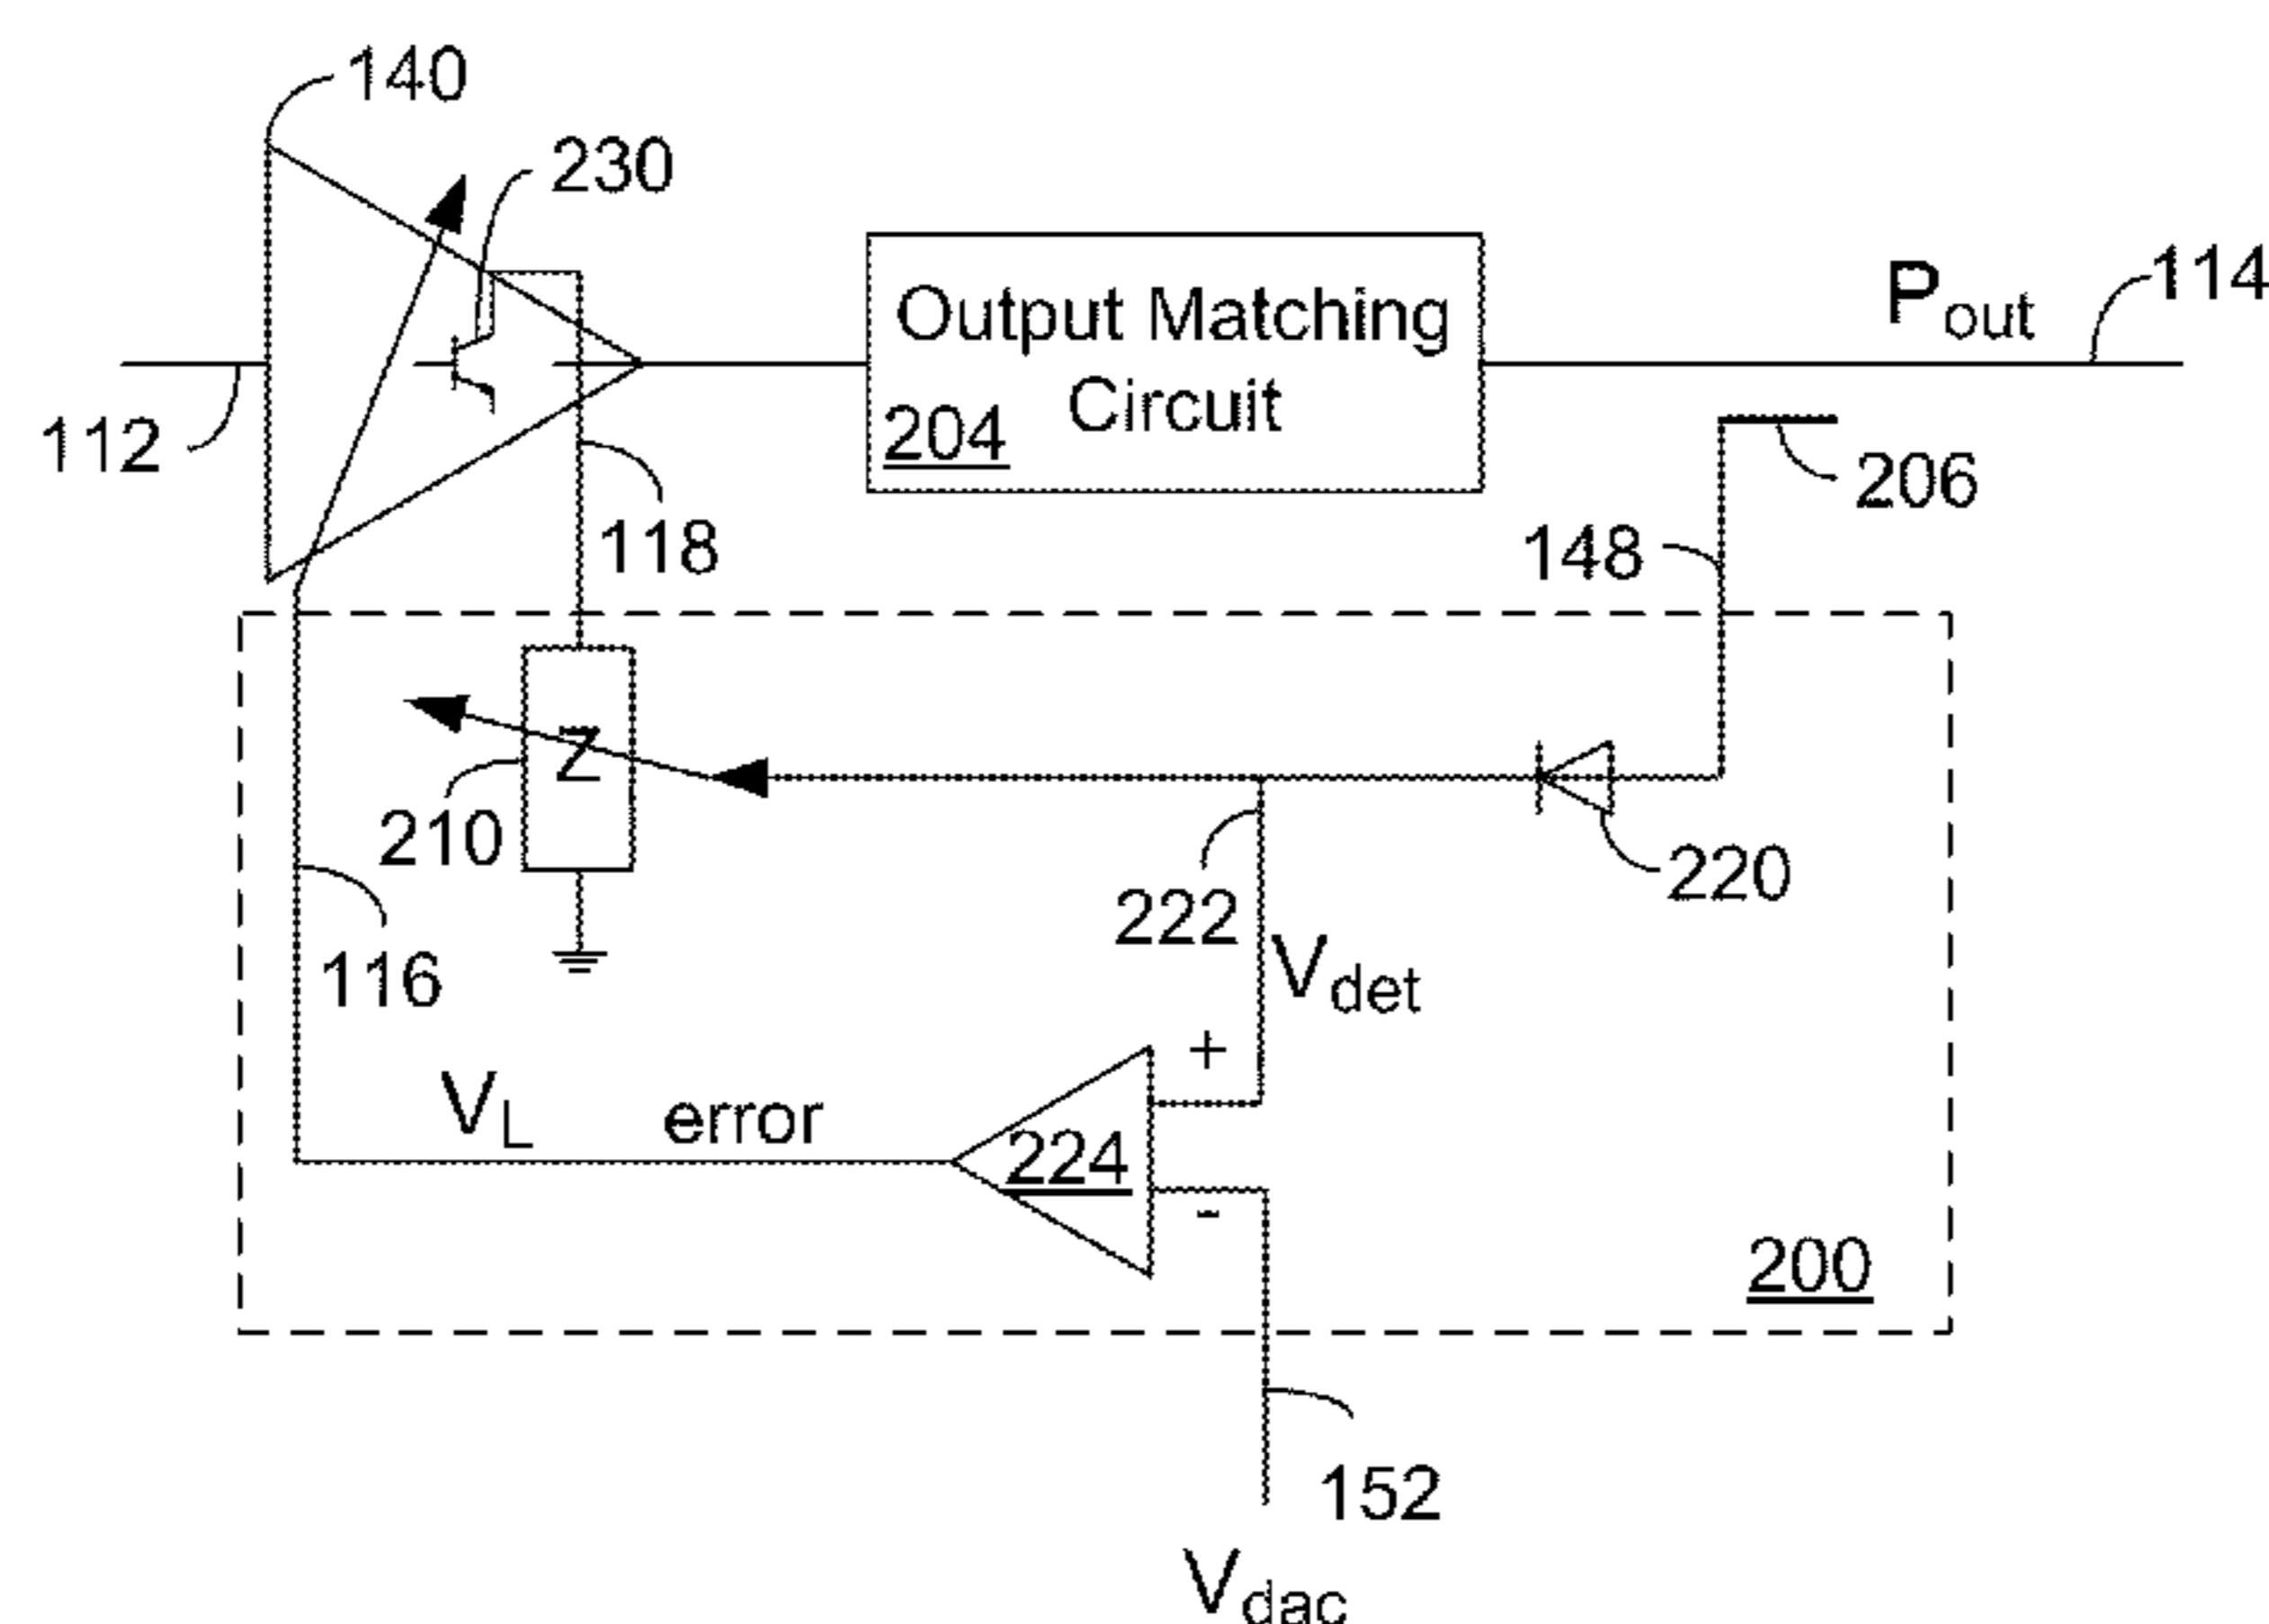 140
230
114
Pout
Output Matching
Circuit
204
112
206
118
148
Z
210
220
222
Vdet
116
+
VL
error
224
-
200
152
Vdac